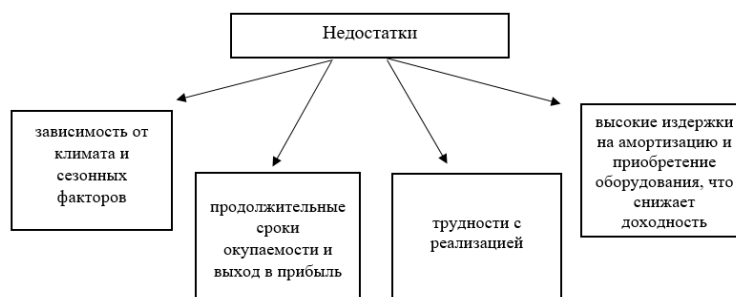 Недостатки
зависимость от
климата и
сезонных
факторов
продолжительные
сроки
окупаемости и
выход в прибыль
трудности с
реализацией
высокие издержки
на амортизацию и
приобретение
оборудования, что
снижает
доходность